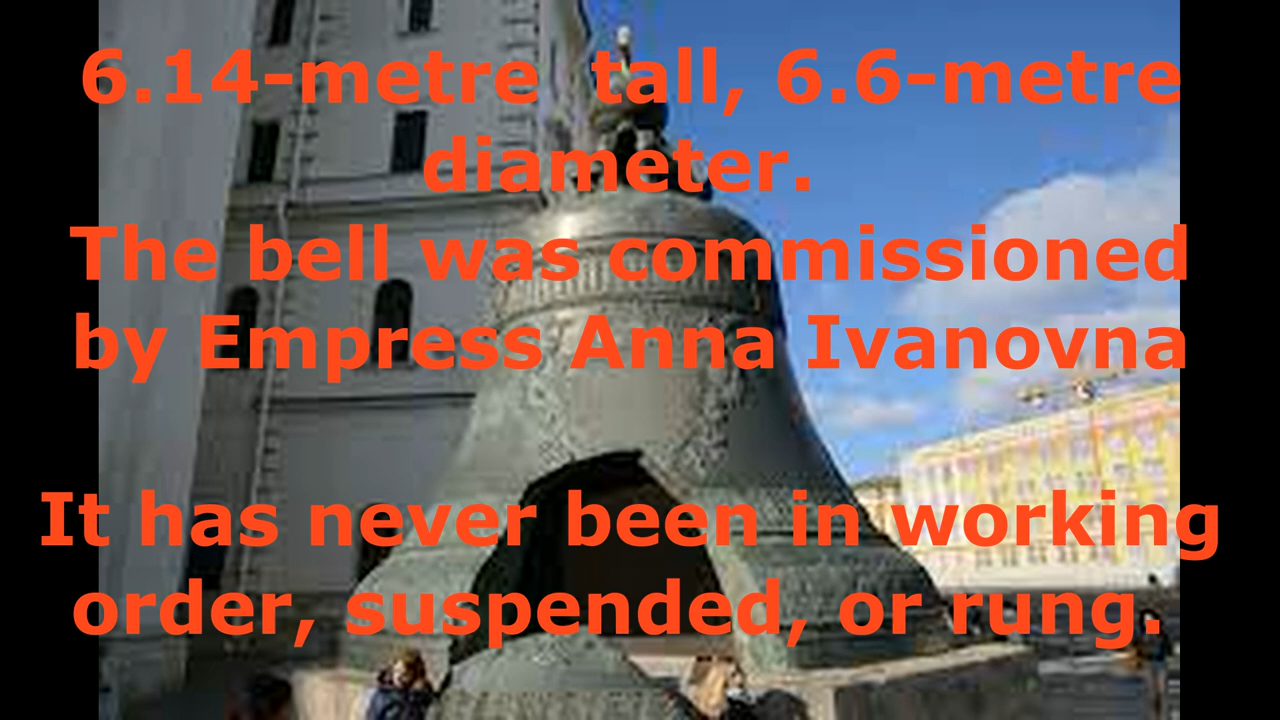 6.14-metre  tall, 6.6-metre
diameter.
The bell was commissioned
by Empress Anna Ivanovna
It has never been in working
order, suspended, or rung.